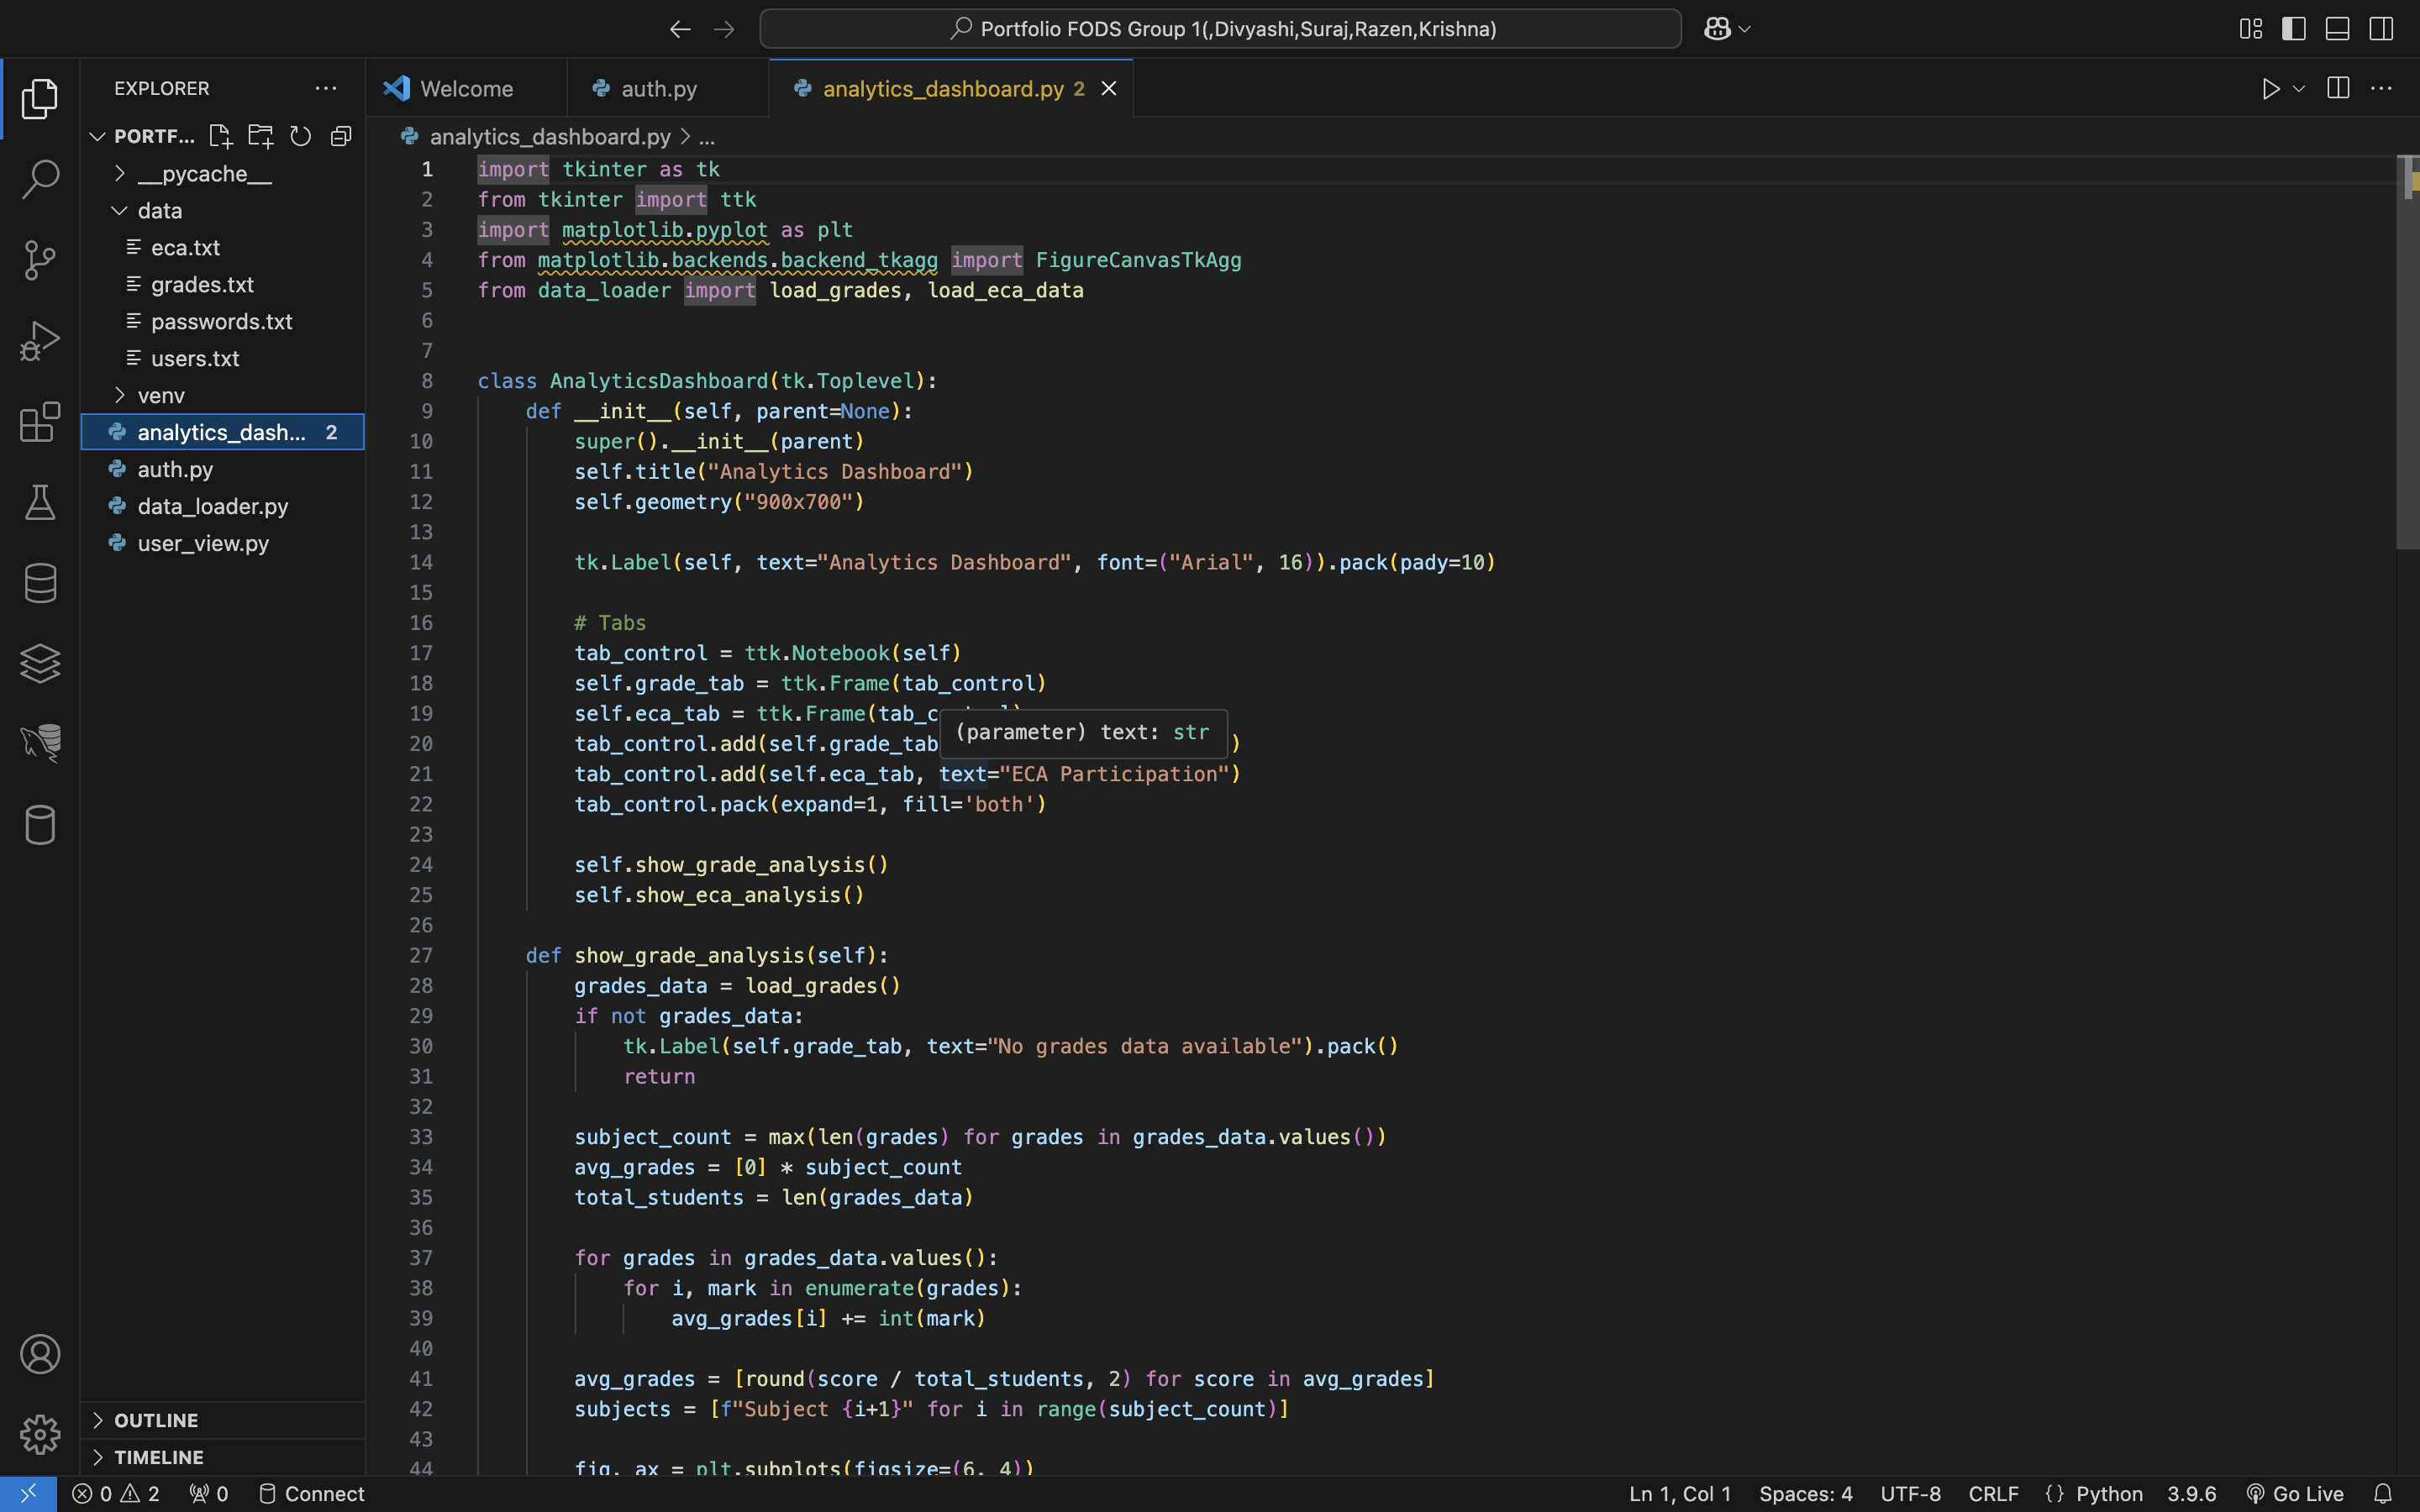 Portfolio FODS Group 1(,Divyashi,Suraj,Razen,Krishna)
EXPLORER
PORTF...
__pycache__
data
eca.txt
grades.txt
passwords.txt
users.txt
venv
analytics_dash... 2
auth.py
data_loader.py
user_view.py
OUTLINE
TIMELINE
Welcome
auth.py
analytics_dashboard.py 2
analytics_dashboard.py > ...
1 import tkinter as tk
2 from tkinter import ttk
3 import matplotlib.pyplot as plt
4 from matplotlib.backends.backend_tkagg import FigureCanvasTkAgg
5 from data_loader import load_grades, load_eca_data
6
7
8 class AnalyticsDashboard(tk.Toplevel):
9     def __init__(self, parent=None):
10         super().__init__(parent)
11         self.title("Analytics Dashboard")
12         self.geometry("900x700")
13
14         tk.Label(self, text="Analytics Dashboard", font=("Arial", 16)).pack(pady=10)
15
16         # Tabs
17         tab_control = ttk.Notebook(self)
18         self.grade_tab = ttk.Frame(tab_control)
19         self.eca_tab = ttk.Frame(tab_c
(parameter) text: str
20         tab_control.add(self.grade_tab )
21         tab_control.add(self.eca_tab, text="ECA Participation")
22         tab_control.pack(expand=1, fill='both')
23
24         self.show_grade_analysis()
25         self.show_eca_analysis()
26
27     def show_grade_analysis(self):
28         grades_data = load_grades()
29         if not grades_data:
30             tk.Label(self.grade_tab, text="No grades data available").pack()
31             return
32
33         subject_count = max(len(grades) for grades in grades_data.values())
34         avg_grades = [0] * subject_count
35         total_students = len(grades_data)
36
37         for grades in grades_data.values():
38             for i, mark in enumerate(grades):
39                 avg_grades[i] += int(mark)
40
41         avg_grades = [round(score / total_students, 2) for score in avg_grades]
42         subjects = [f"Subject {i+1}" for i in range(subject_count)]
43
44         fig, ax = plt.subplots(figsize=(6, 4))
0 2 0 Connect
Ln 1, Col 1 Spaces: 4 UTF-8 CRLF {} Python 3.9.6 Go Live